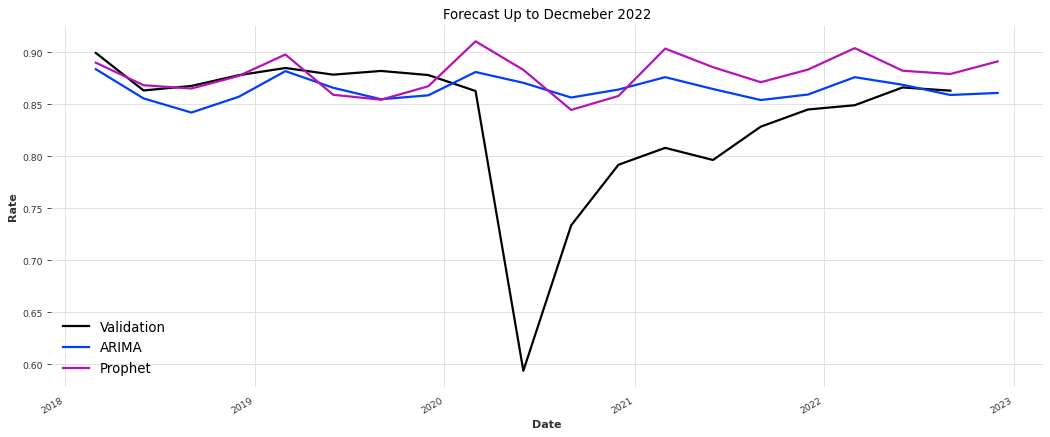 Forecast Up to Decmeber 2022
0.90
0.85
0.80
0.75
0.70
0.65
0.60
Rate
Validation
ARIMA
Prophet
2018
2019
2020
2021
2022
2023
Date